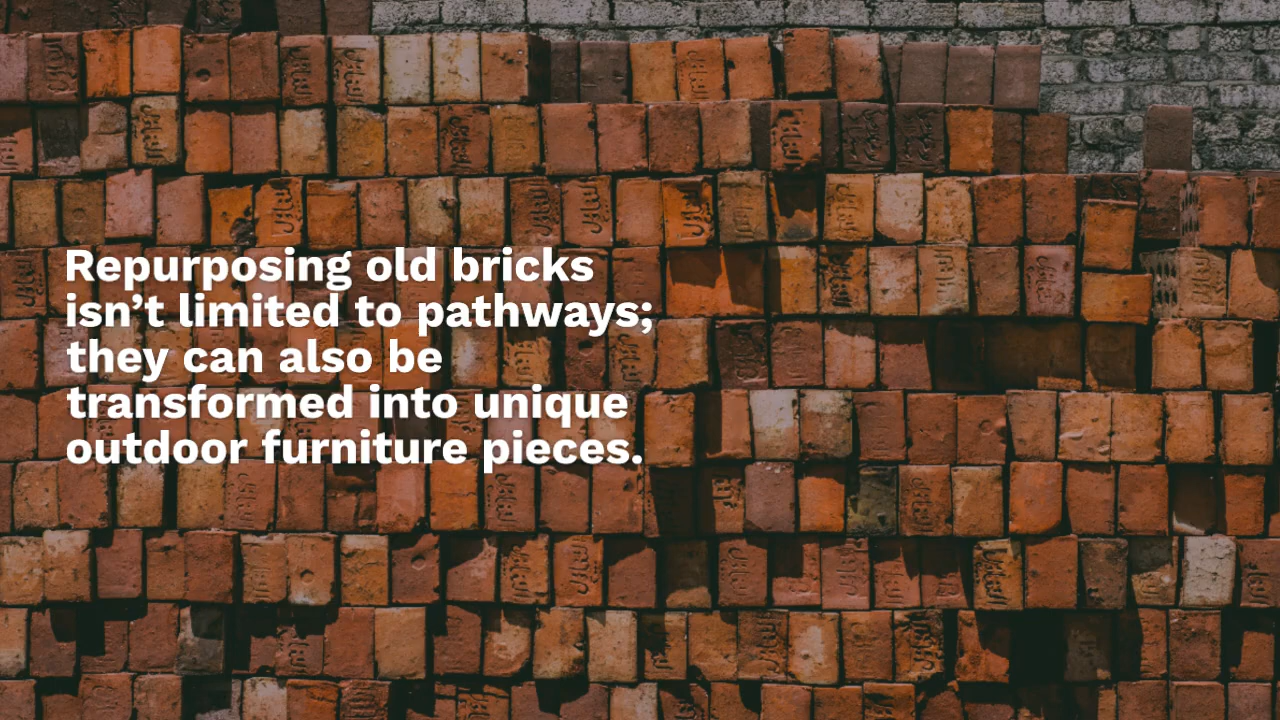 Repurposing old bricks
isn’t limited to pathways;
they can also be
transformed into unique
outdoor furniture pieces.